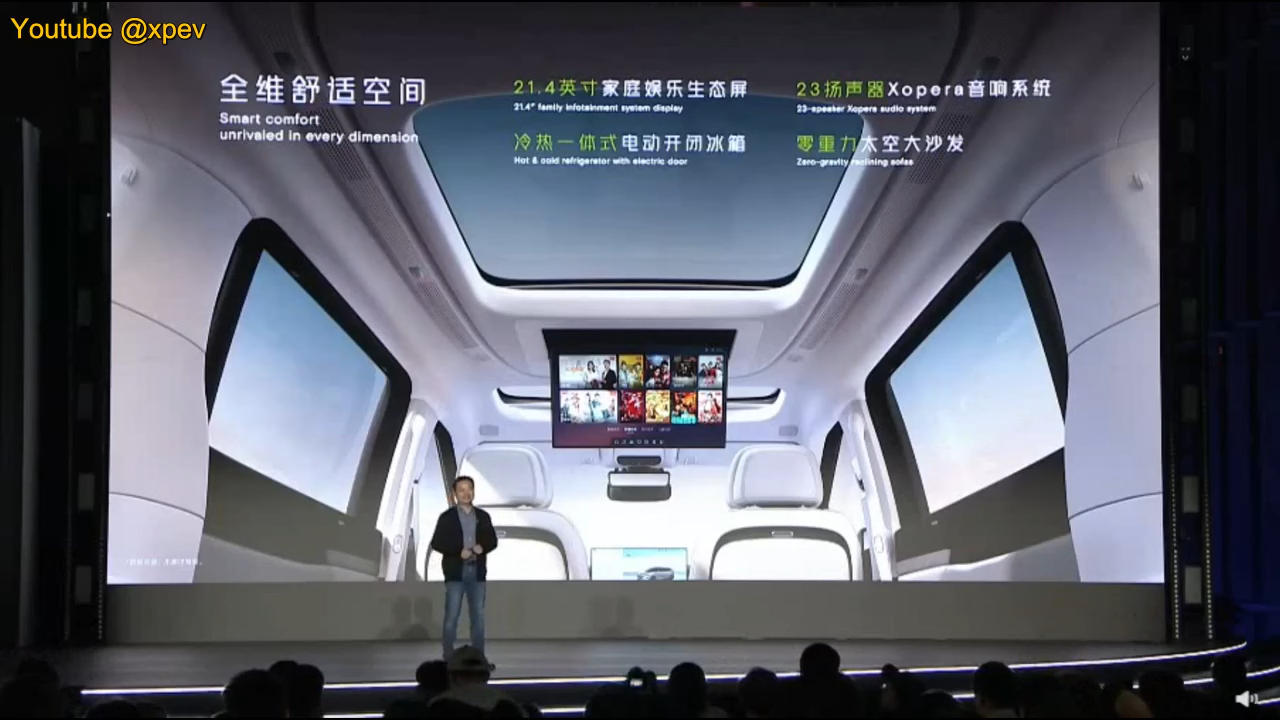 Youtube @xpev
全维舒适空间
Smart comfort
unrivaled in every dimension
21.4英寸家庭娱乐生态屏
21.4" family infotainment system display
冷热一体式电动开闭冰箱
Hot & cold refrigerator with electric door
23扬声器Xopera音响系统
23-speaker Xopera audio system
零重力太空大沙发
Zero-gravity reclining sofas